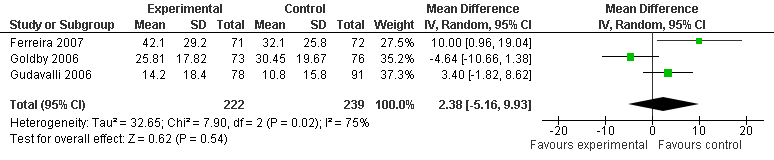 Experimental Control Mean Difference Mean Difference
Study or Subgroup Mean SD Total Mean SD Total Weight IV, Random, 95% CI IV, Random, 95% CI
Ferreira 2007 42.1 29.2 71 32.1 25.8 72 27.5% 10.00 [0.96, 19.04]
Goldby 2006 25.81 17.82 73 30.45 19.67 76 35.2% -4.64 [-10.66, 1.38]
Gudavalli 2006 14.2 18.4 78 10.8 15.8 91 37.3% 3.40 [-1.82, 8.62]
Total (95% CI) 222 239 100.0% 2.38 [-5.16, 9.93]
Heterogeneity: Tau² = 32.65; Chi² = 7.90, df = 2 (P = 0.02); I² = 75%
Test for overall effect: Z = 0.62 (P = 0.54)
-20 -10 0 10 20
Favours experimental Favours control